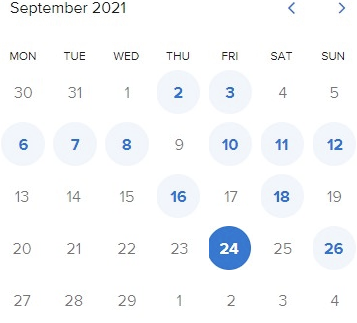 September 2021
MON TUE WED THU FRI SAT SUN
30 31 1 2 3 4 5
6 7 8 9 10 11 12
13 14 15 16 17 18 19
20 21 22 23 24 25 26
27 28 29 1 2 3 4